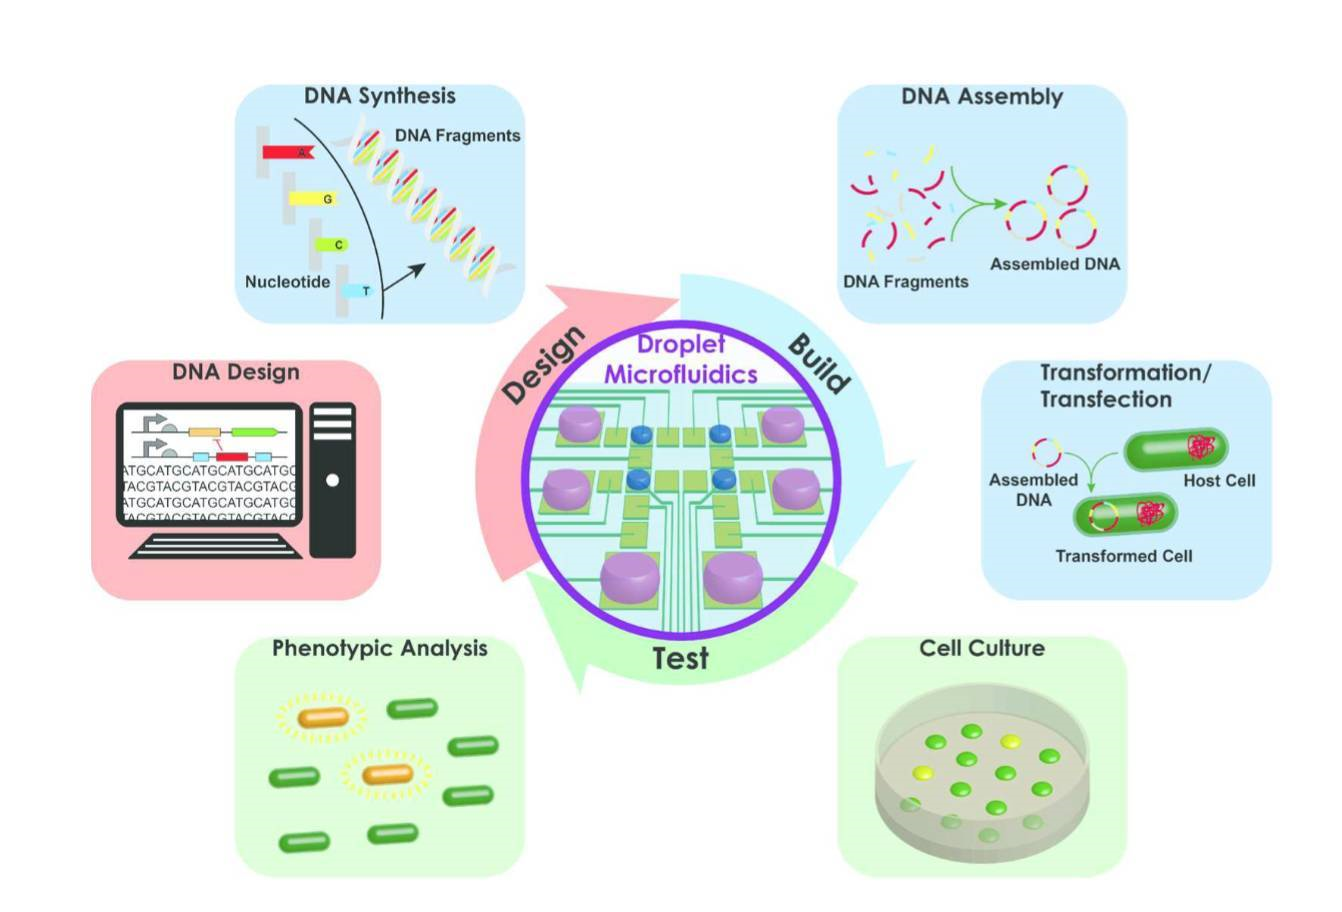 DNA Synthesis
DNA Fragments
A
G
C
Nucleotide
T
DNA Assembly
DNA Fragments
Assembled DNA
DNA Design
ATGCATGCATGCATGCATGC
TACGTACGTACGTACGTACG
ATGCATGCATGCATGCATGC
TACGTACGTACGTACGTACG
Design
Build
Test
Droplet
Microfluidics
Transformation/
Transfection
Assembled
DNA
Host Cell
Transformed Cell
Phenotypic Analysis
Cell Culture